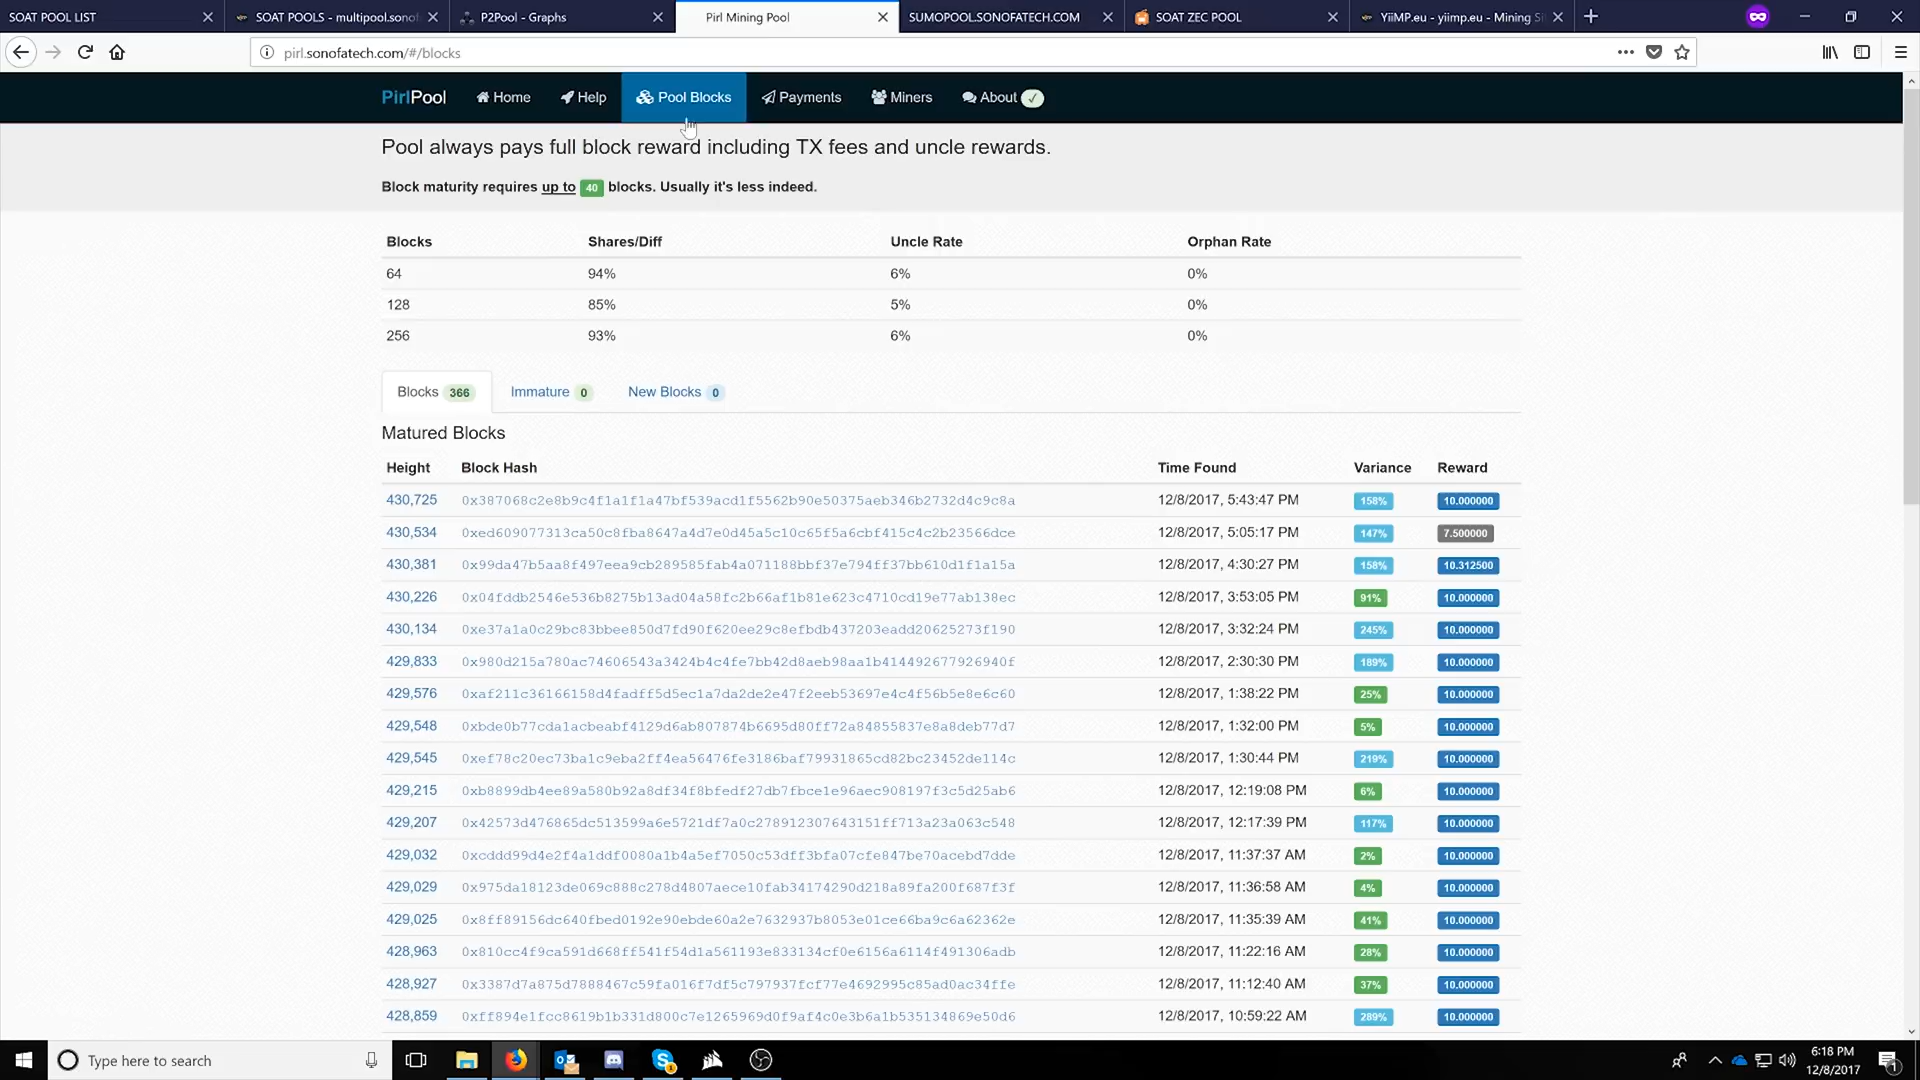 SOAT POOL LIST
SOAT POOLS - multipool.sonof
P2Pool - Graphs
Pirl Mining Pool
SUMOPOOL.SONOFATECH.COM
SOAT ZEC POOL
YiiMP.eu - yiimp.eu - Mining Si
pirl.sonofatech.com/#/blocks
PirlPool Home Help Pool Blocks Payments Miners About
Pool always pays full block reward including TX fees and uncle rewards.
Block maturity requires up to 40 blocks. Usually it's less indeed.
Blocks Shares/Diff Uncle Rate Orphan Rate
64 94% 6% 0%
128 85% 5% 0%
256 93% 6% 0%
Blocks 366 Immature 0 New Blocks 0
Matured Blocks
Height Block Hash Time Found Variance Reward
430,725 0x387068c2e8b9c4f1a1f1a47bf539acd1f5562b90e50375aeb346b2732d4c9c8a 12/8/2017, 5:43:47 PM 158% 10.000000
430,534 0xed609077313ca50c8fba8647a4d7e0d45a5c10c65f5a6cbf415c4c2b23566dce 12/8/2017, 5:05:17 PM 147% 7.500000
430,381 0x99da47b5aa8f497eea9cb289585fab4a071188bbf37e794ff37bb610d1f1a15a 12/8/2017, 4:30:27 PM 158% 10.312500
430,226 0x04fddb2546e536b8275b13ad04a58fc2b66af1b81e623c4710cd19e77ab138ec 12/8/2017, 3:53:05 PM 91% 10.000000
430,134 0xe37a1a0c29bc83bbee850d7fd90f620ee29c8efbdb437203eadd20625273f190 12/8/2017, 3:32:24 PM 245% 10.000000
429,833 0x980d215a780ac74606543a3424b4c4fe7bb42d8aeb98aa1b414492677926940f 12/8/2017, 2:30:30 PM 189% 10.000000
429,576 0xaf211c36166158d4fadff5d5ec1a7da2de2e47f2eeb53697e4c4f56b5e8e6c60 12/8/2017, 1:38:22 PM 25% 10.000000
429,548 0xbde0b77cda1acbeabf4129d6ab807874b6695d80ff72a84855837e8a8deb77d7 12/8/2017, 1:32:00 PM 5% 10.000000
429,545 0xef78c20ec73ba1c9eba2ff4ea56476fe3186baf79931865cd82bc23452de114c 12/8/2017, 1:30:44 PM 219% 10.000000
429,215 0xb8899db4ee89a580b92a8df34f8bfedf27db7fbce1e96aec908197f3c5d25ab6 12/8/2017, 12:19:08 PM 6% 10.000000
429,207 0x42573d476865dc513599a6e5721df7a0c278912307643151ff713a23a063c548 12/8/2017, 12:17:39 PM 117% 10.000000
429,032 0xcddd99d4e2f4a1ddf0080a1b4a5ef7050c53dff3bfa07cfe847be70acebd7dde 12/8/2017, 11:37:37 AM 2% 10.000000
429,029 0x975da18123de069c888c278d4807aece10fab34174290d218a89fa200f687f3f 12/8/2017, 11:36:58 AM 4% 10.000000
429,025 0x8ff89156dc640fbed0192e90ebde60a2e7632937b8053e01ce66ba9c6a62362e 12/8/2017, 11:35:39 AM 41% 10.000000
428,963 0x810cc4f9ca591d668ff541f54d1a561193e833134cf0e6156a6114f491306adb 12/8/2017, 11:22:16 AM 28% 10.000000
428,927 0x3387d7a875d7888467c59fa016f7df5c797937fcf77e4692995c85ad0ac34ffe 12/8/2017, 11:12:40 AM 37% 10.000000
428,859 0xff894e1fcc8619b1b331d800c7e1265969d0f9af4c0e3b6a1b535134869e50d6 12/8/2017, 10:59:22 AM 289% 10.000000
Type here to search
6:18 PM
12/8/2017